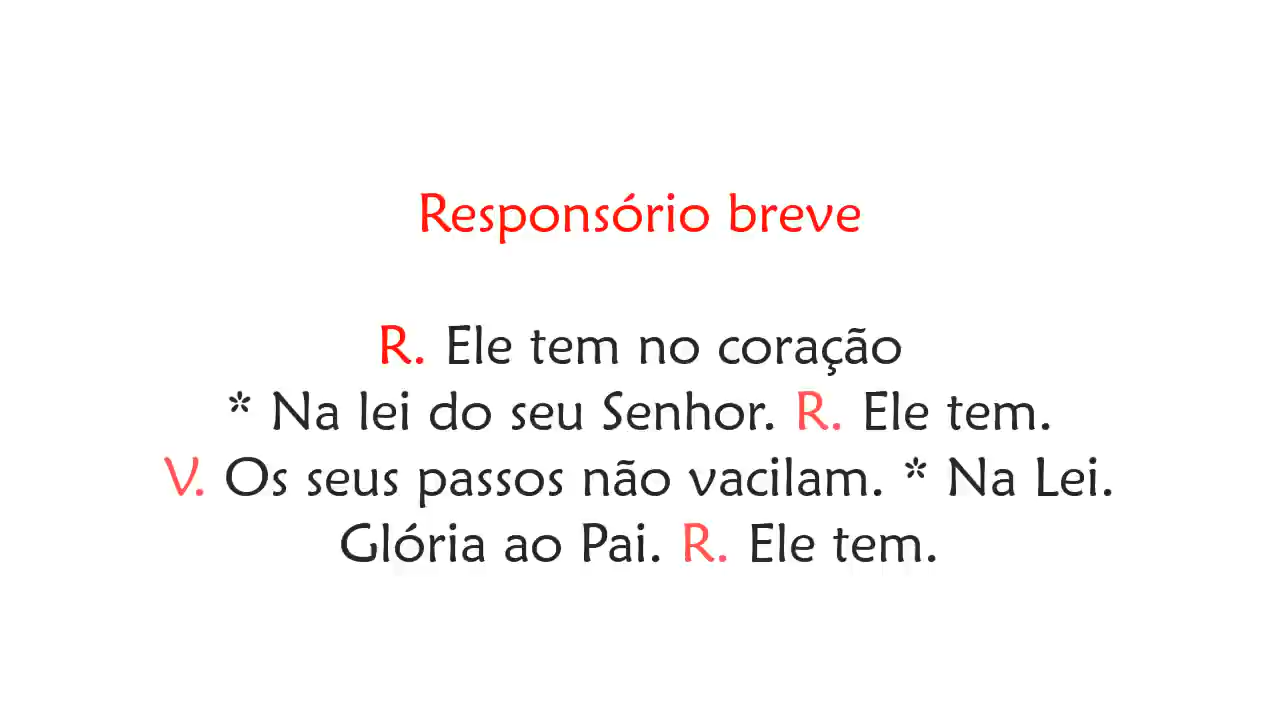 Responsório breve
R. Ele tem no coração
* Na lei do seu Senhor. R. Ele tem.
V. Os seus passos não vacilam. * Na Lei.
Glória ao Pai. R. Ele tem.